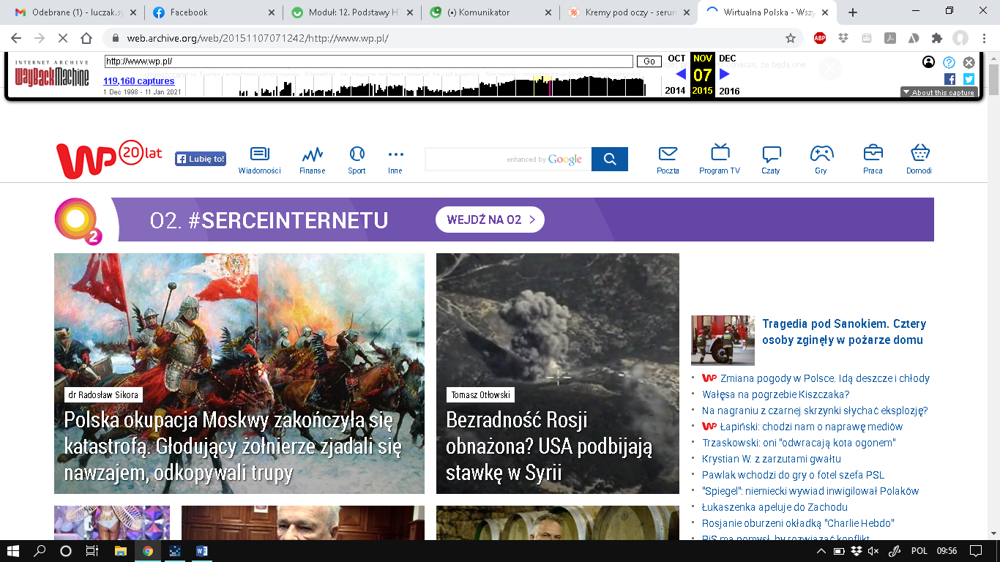 Odebrane (1) - luczak.sy
Facebook
Moduł: 12. Podstawy HT
(•) Komunikator
Kremy pod oczy - serun
Wirtualna Polska - Wszy
web.archive.org/web/20151107071242/http://www.wp.pl/
ABP
INTERNET ARCHIVE
WayBackMachine
http://www.wp.pl/
Go
119,160 captures
1 Dec 1998 - 11 Jan 2021
OCT NOV DEC
07
2014 2015 2016
About this capture
WP 20 lat
Lubię to!
Wiadomości
Finanse
Sport
Inne
enhanced by Google
Poczta
Program TV
Czaty
Gry
Praca
Domodi
O2. #SERCEINTERNETU
WEJDŹ NA O2
dr Radosław Sikora
Polska okupacja Moskwy zakończyła się
katastrofą. Głodujący żołnierze zjadali się
nawzajem, odkopywali trupy
Tomasz Otłowski
Bezradność Rosji
obnażona? USA podbijają
stawkę w Syrii
Tragedia pod Sanokiem. Cztery
osoby zginęły w pożarze domu
WP Zmiana pogody w Polsce. Idą deszcze i chłody
Wałęsa na pogrzebie Kiszczaka?
Na nagraniu z czarnej skrzynki słychać eksplozję?
WP Łapiński: chodzi nam o naprawę mediów
Trzaskowski: oni "odwracają kota ogonem"
Krystian W. z zarzutami gwałtu
Pawlak wchodzi do gry o fotel szefa PSL
"Spiegel": niemiecki wywiad inwigilował Polaków
Łukaszenka apeluje do Zachodu
Rosjanie oburzeni okładką "Charlie Hebdo"
PiS ma pomysł, by rozwiązać konflikt
POL
09:56